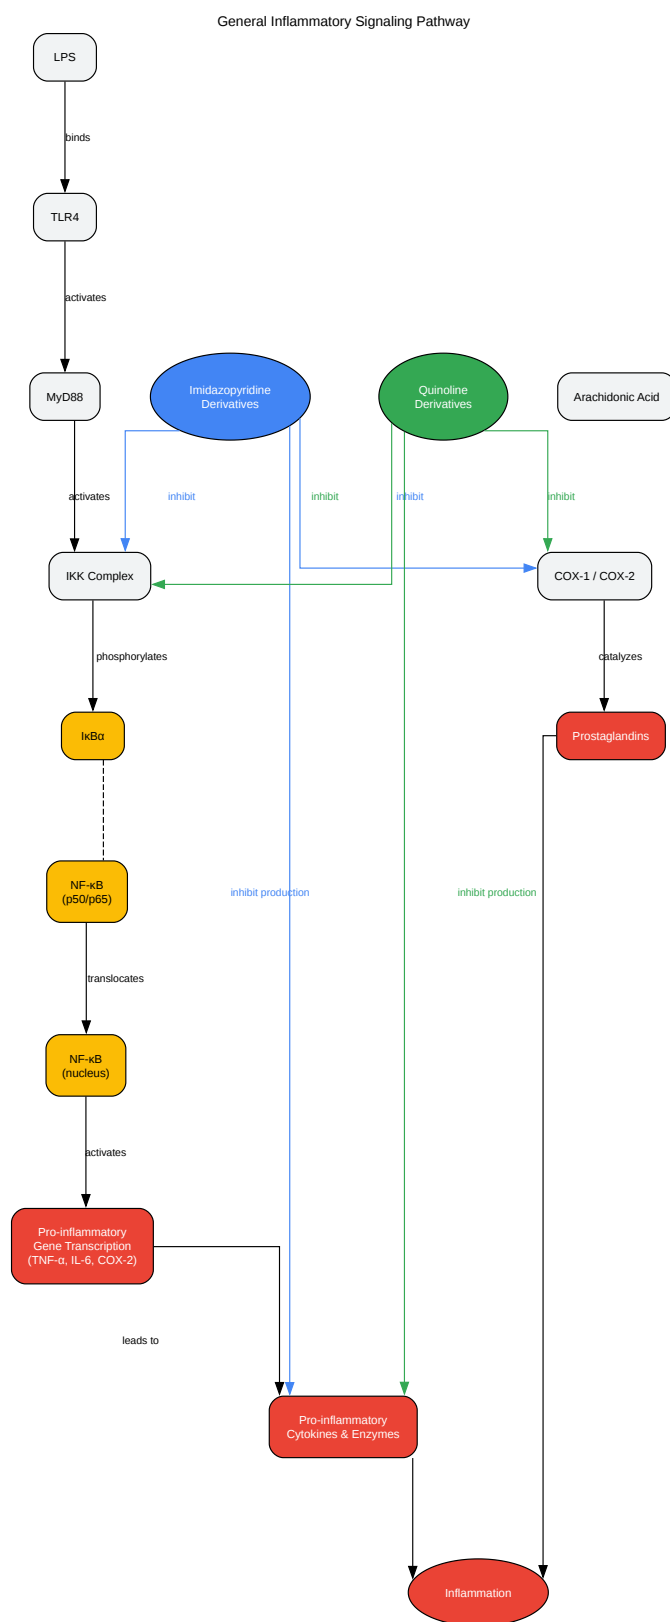 General Inflammatory Signaling Pathway
LPS
binds
TLR4
activates
MyD88
Imidazopyridine
Derivatives
Quinoline
Derivatives
Arachidonic Acid
activates
inhibit
inhibit
inhibit
inhibit
IKK Complex
COX-1 / COX-2
phosphorylates
catalyzes
IκBα
Prostaglandins
NF-κB
(p50/p65)
inhibit production
inhibit production
translocates
NF-κB
(nucleus)
activates
Pro-inflammatory
Gene Transcription
(TNF-α, IL-6, COX-2)
leads to
Pro-inflammatory
Cytokines & Enzymes
Inflammation